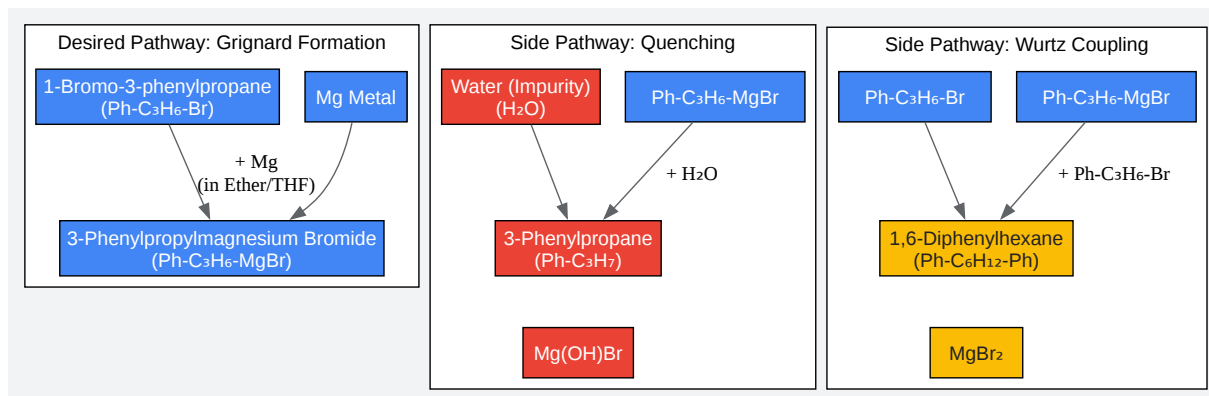 Desired Pathway: Grignard Formation
1-Bromo-3-phenylpropane
(Ph-C₃H₆-Br)
Mg Metal
+ Mg
(in Ether/THF)
3-Phenylpropylmagnesium Bromide
(Ph-C₃H₆-MgBr)
Side Pathway: Quenching
Water (Impurity)
(H₂O)
Ph-C₃H₆-MgBr
+ H₂O
3-Phenylpropane
(Ph-C₃H₇)
Mg(OH)Br
Side Pathway: Wurtz Coupling
Ph-C₃H₆-Br
Ph-C₃H₆-MgBr
+ Ph-C₃H₆-Br
1,6-Diphenylhexane
(Ph-C₆H₁₂-Ph)
MgBr₂